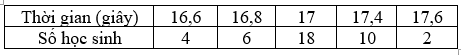 Thời gian (giây) 16,6 16,8 17 17,4 17,6
Số học sinh 4 6 18 10 2